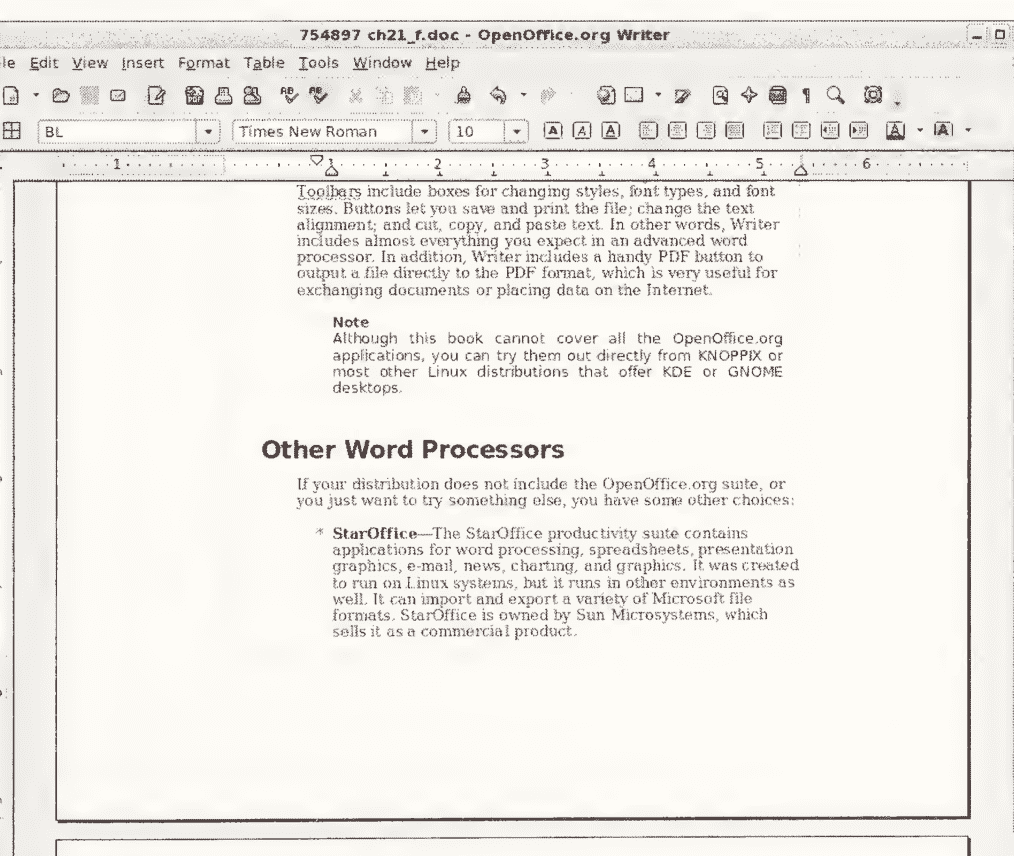 754897 ch21_f.doc - OpenOffice.org Writer
le Edit View Insert Format Table Tools Window Help
BL Times New Roman 10
1 1 2 3 4 5 6
Toolbars include boxes for changing styles, font types, and font
sizes. Buttons let you save and print the file; change the text
alignment; and cut, copy, and paste text. In other words, Writer
includes almost everything you expect in an advanced word
processor. In addition, Writer includes a handy PDF button to
output a file directly to the PDF format, which is very useful for
exchanging documents or placing data on the Internet.
Note
Although this book cannot cover all the OpenOffice.org
applications, you can try them out directly from KNOPPIX or
most other Linux distributions that offer KDE or GNOME
desktops.
Other Word Processors
If your distribution does not include the OpenOffice.org suite, or
you just want to try something else, you have some other choices:
* StarOffice—The StarOffice productivity suite contains
applications for word processing, spreadsheets, presentation
graphics, e-mail, news, charting, and graphics. It was created
to run on Linux systems, but it runs in other environments as
well. It can import and export a variety of Microsoft file
formats. StarOffice is owned by Sun Microsystems, which
sells it as a commercial product.